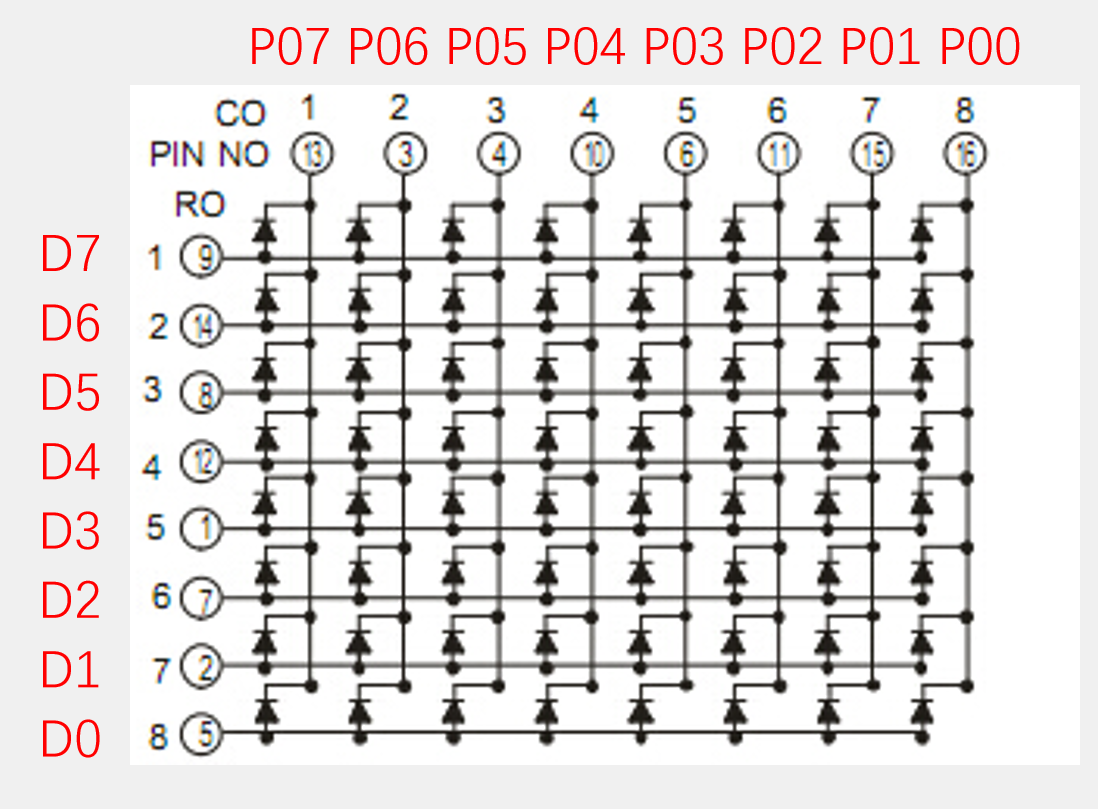 P07 P06 P05 P04 P03 P02 P01 P00
CO 1 2 3 4 5 6 7 8
PIN NO 13 3 4 10 6 11 15 16
RO
D7 1 9
D6 2 14
D5 3 8
D4 4 12
D3 5 1
D2 6 7
D1 7 2
D0 8 5